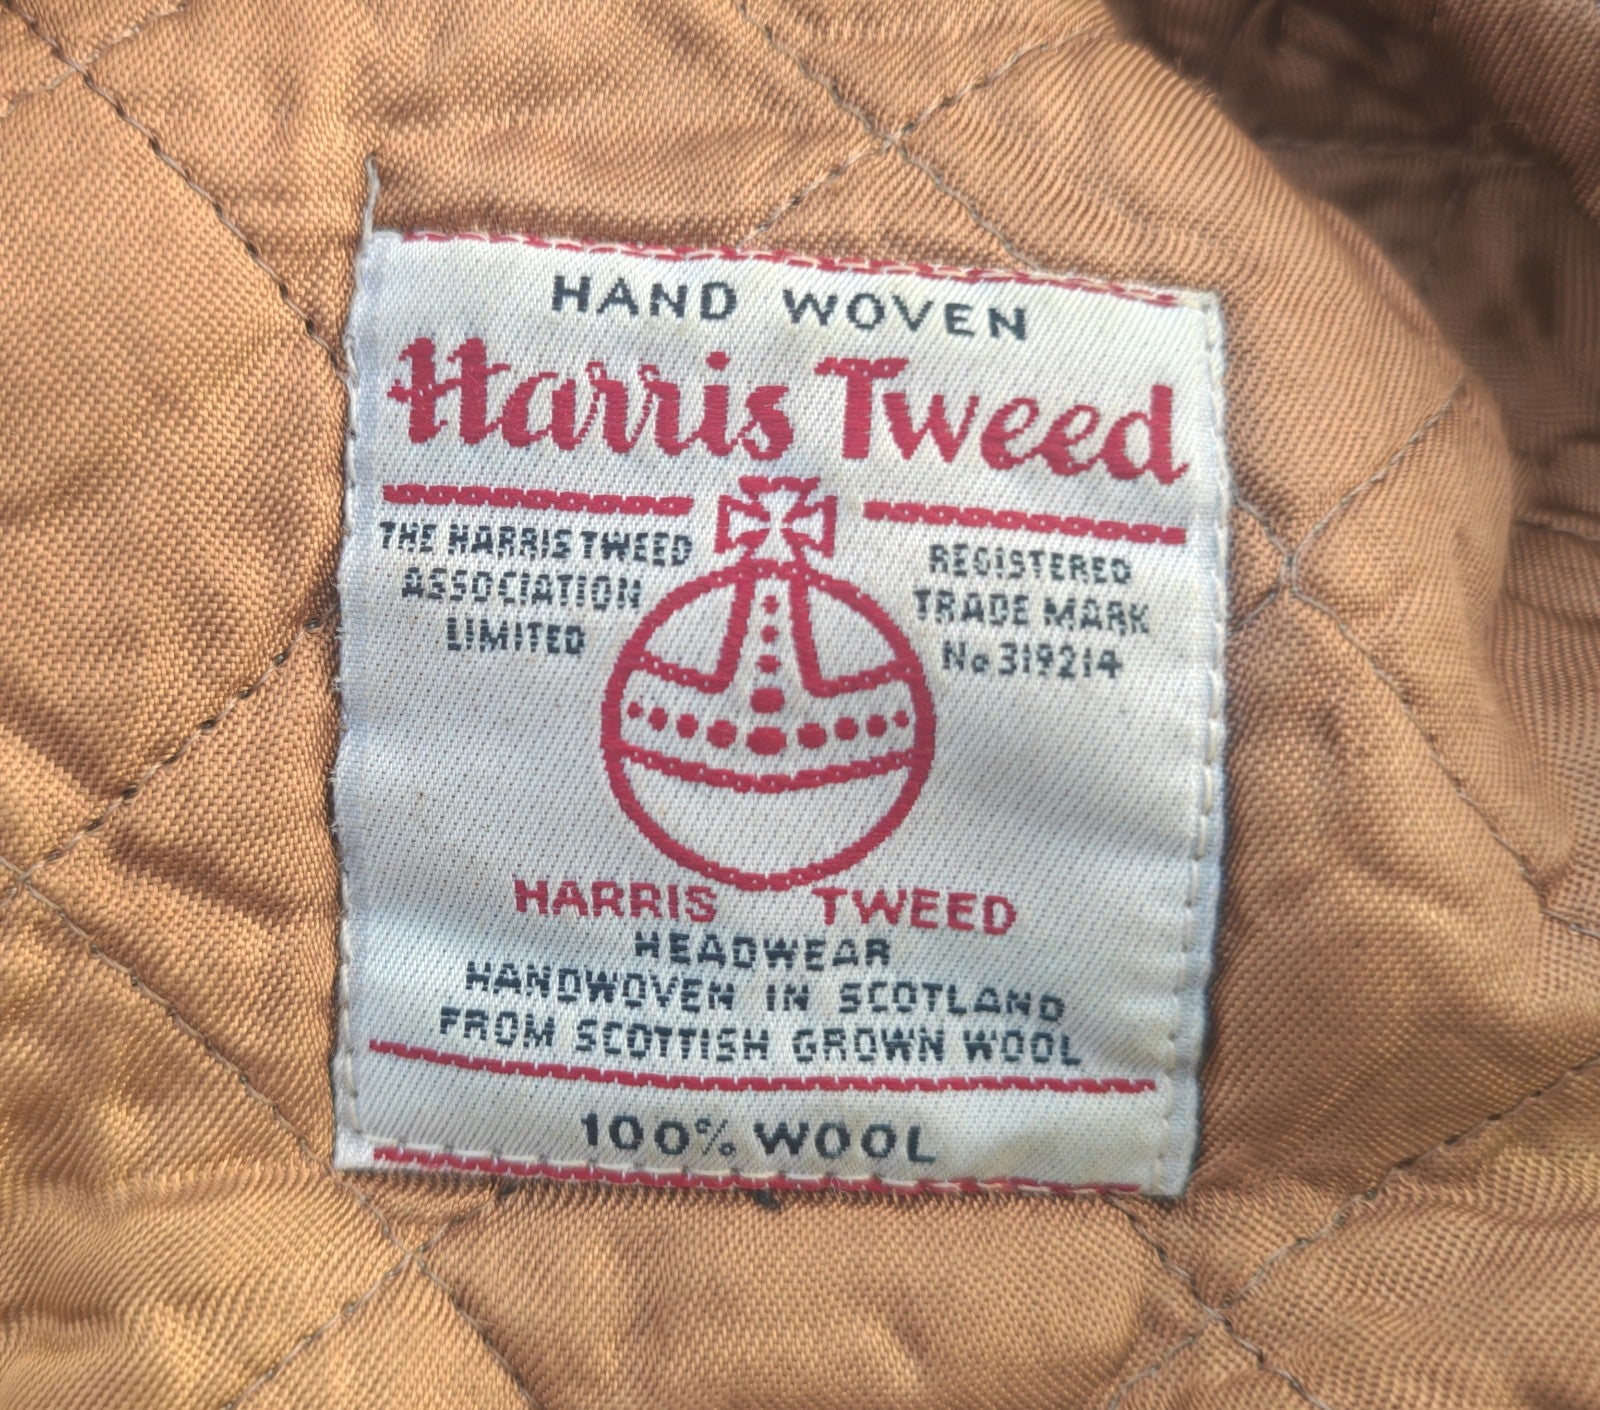 HAND WOVEN
Harris Tweed
THE HARRIS TWEED
ASSOCIATION
LIMITED
REGISTERED
TRADE MARK
No 319214
HARRIS TWEED
HEADWEAR
HANDWOVEN IN SCOTLAND
FROM SCOTTISH GROWN WOOL
100% WOOL